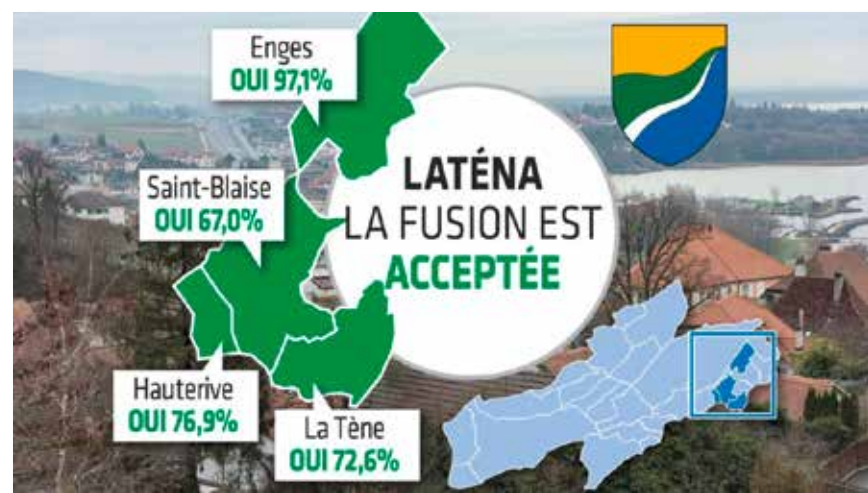 Enges
OUI 97,1%
Saint-Blaise
OUI 67,0%
LATÉNA
LA FUSION EST
ACCEPTÉE
Hauterive
OUI 76,9%
La Tène
OUI 72,6%